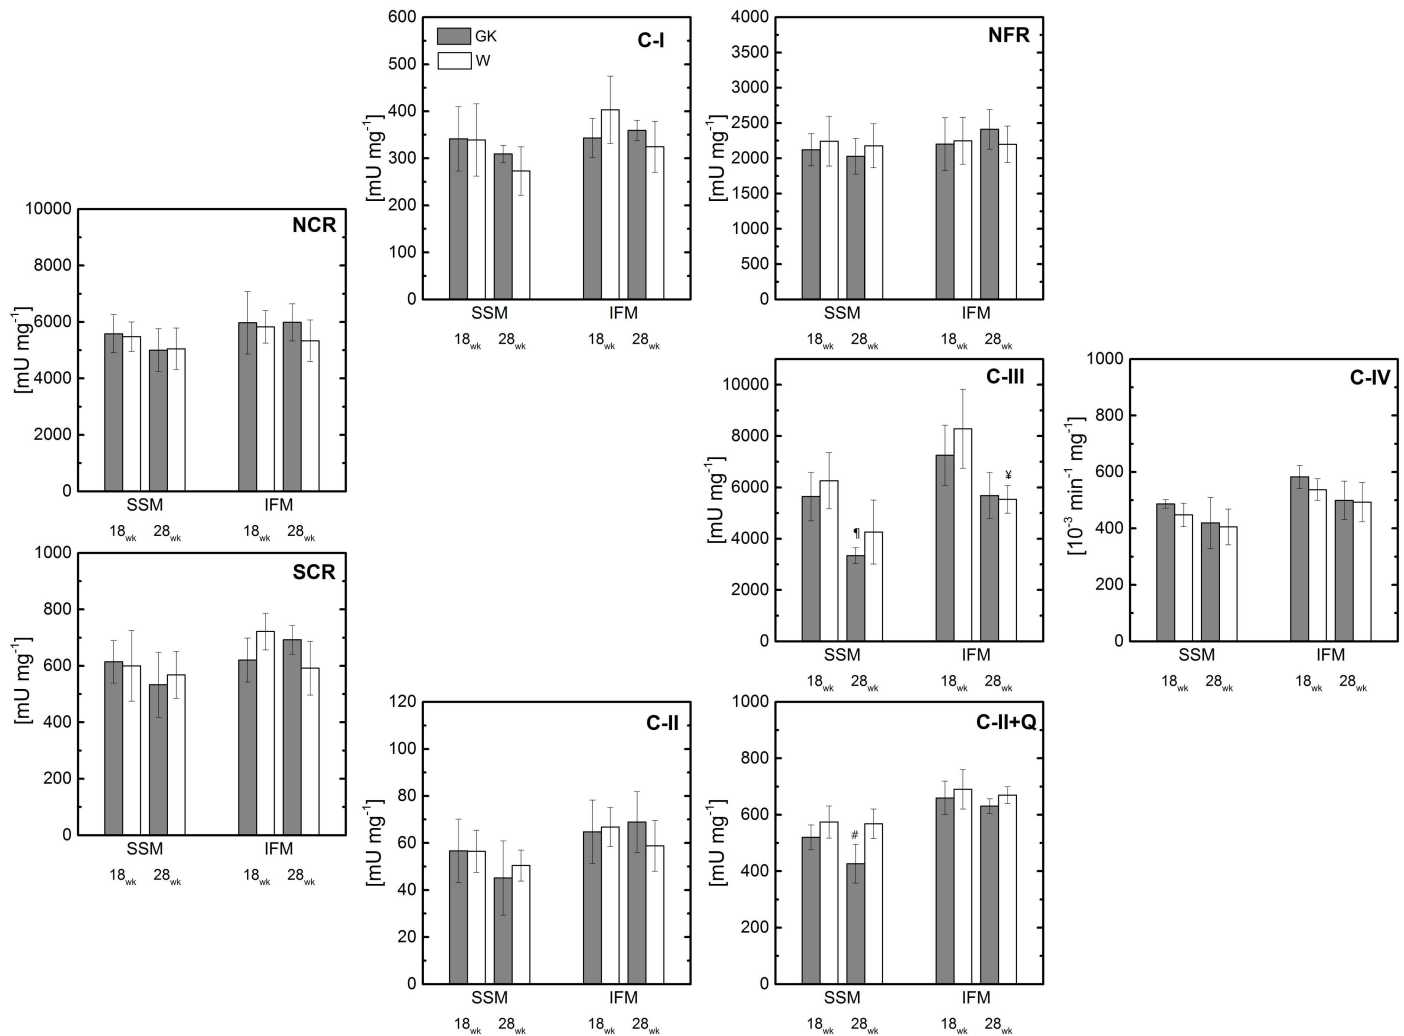 C-I
GK
W
[mU mg-1]
600
500
400
300
200
100
0
SSM
IFM
18wk
28wk
18wk
28wk
NFR
[mU mg-1]
4000
3500
3000
2500
2000
1500
1000
500
0
SSM
IFM
18wk
28wk
18wk
28wk
NCR
[mU mg-1]
10000
8000
6000
4000
2000
0
SSM
IFM
18wk
28wk
18wk
28wk
C-III
[mU mg-1]
10000
8000
6000
4000
2000
0
¶
¥
SSM
IFM
18wk
28wk
18wk
28wk
C-IV
[10-3 min-1 mg-1]
1000
800
600
400
200
0
SSM
IFM
18wk
28wk
18wk
28wk
SCR
[mU mg-1]
1000
800
600
400
200
0
SSM
IFM
18wk
28wk
18wk
28wk
C-II
[mU mg-1]
120
100
80
60
40
20
0
SSM
IFM
18wk
28wk
18wk
28wk
C-II+Q
[mU mg-1]
1000
800
600
400
200
0
#
SSM
IFM
18wk
28wk
18wk
28wk